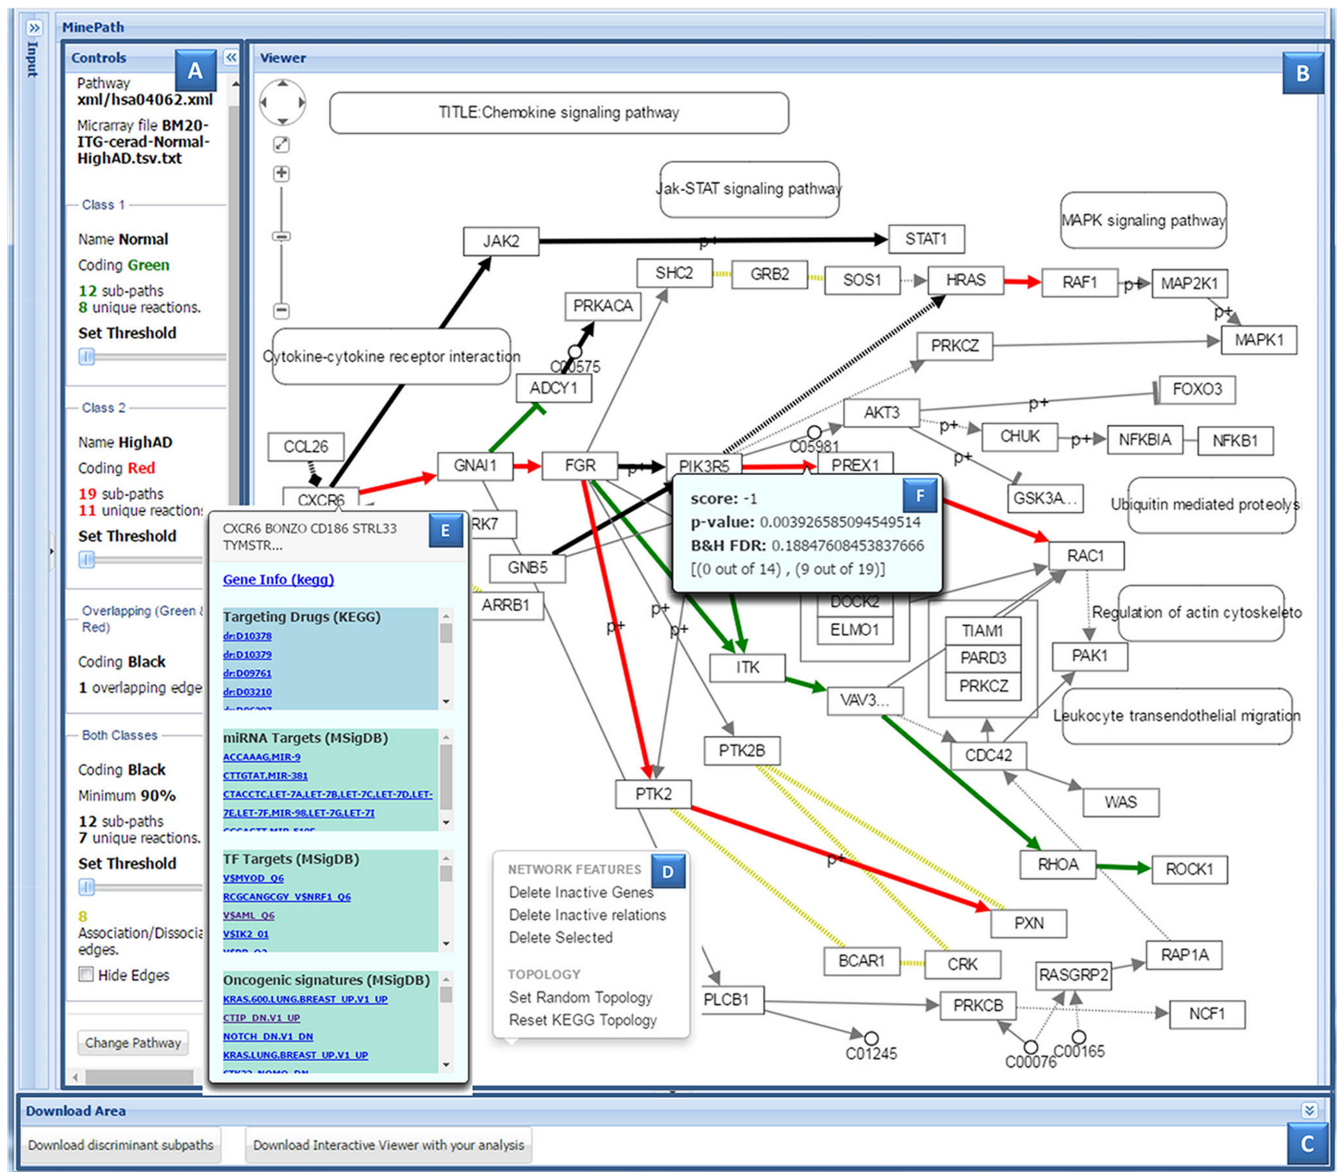 MinePath
Input
Controls
A
Pathway
xml/hsa04062.xml
Micrarray file BM20-
ITG-cerad-Normal-
HighAD.tsv.txt
Class 1
Name Normal
Coding Green
12 sub-paths
8 unique reactions.
Set Threshold
Class 2
Name HighAD
Coding Red
19 sub-paths
11 unique reactions
Set Threshold
Overlapping (Green &
Red)
Coding Black
1 overlapping edge
Both Classes
Coding Black
Minimum 90%
12 sub-paths
7 unique reactions.
Set Threshold
8
Association/Dissocia
edges.
Hide Edges
Change Pathway
Viewer
B
TITLE:Chemokine signaling pathway
Jak-STAT signaling pathway
MAPK signaling pathway
JAK2
p+
STAT1
SHC2
GRB2
SOS1
HRAS
RAF1
p+
MAP2K1
p+
PRKACA
Cytokine-cytokine receptor interaction
C00575
PRKCZ
MAPK1
ADCY1
FOXO3
p+
AKT3
p+
CHUK
p+
NFKBIA
NFKB1
CCL26
C05981
p+
GNAI1
FGR
p+
PIK3R5
PREX1
CXCR6
GSK3A...
Ubiquitin mediated proteolys
F
score: -1
p-value: 0.003926585094549514
B&H FDR: 0.18847608453837666
[(0 out of 14) , (9 out of 19)]
RK7
GNB5
RAC1
ARRB1
p+
p+
p+
DOCK2
ELMO1
Regulation of actin cytoskeleto
TIAM1
PARD3
PRKCZ
PAK1
ITK
VAV3...
Leukocyte transendothelial migration
PTK2B
CDC42
PTK2
WAS
p+
RHOA
ROCK1
PXN
BCAR1
CRK
RAP1A
RASGRP2
PLCB1
PRKCB
NCF1
C01245
C00076
C00165
E
CXCR6 BONZO CD186 STRL33
TYMSTR...
Gene Info (kegg)
Targeting Drugs (KEGG)
dr:D10378
dr:D10379
dr:D09761
dr:D03210
miRNA Targets (MSigDB)
ACCAAAG,MIR-9
CTTGTAT,MIR-381
CTACCTC,LET-7A,LET-7B,LET-7C,LET-7D,LET-
7E,LET-7F,MIR-98,LET-7G,LET-7I
TF Targets (MSigDB)
V$MYOD_Q6
RCGCANGCGY_V$NRF1_Q6
V$AML_Q6
V$IK2_01
Oncogenic signatures (MSigDB)
KRAS.600.LUNG.BREAST_UP.V1_UP
CTIP_DN.V1_UP
NOTCH_DN.V1_DN
KRAS.LUNG.BREAST_UP.V1_UP
D
NETWORK FEATURES
Delete Inactive Genes
Delete Inactive relations
Delete Selected
TOPOLOGY
Set Random Topology
Reset KEGG Topology
Download Area
C
Download discriminant subpaths
Download Interactive Viewer with your analysis